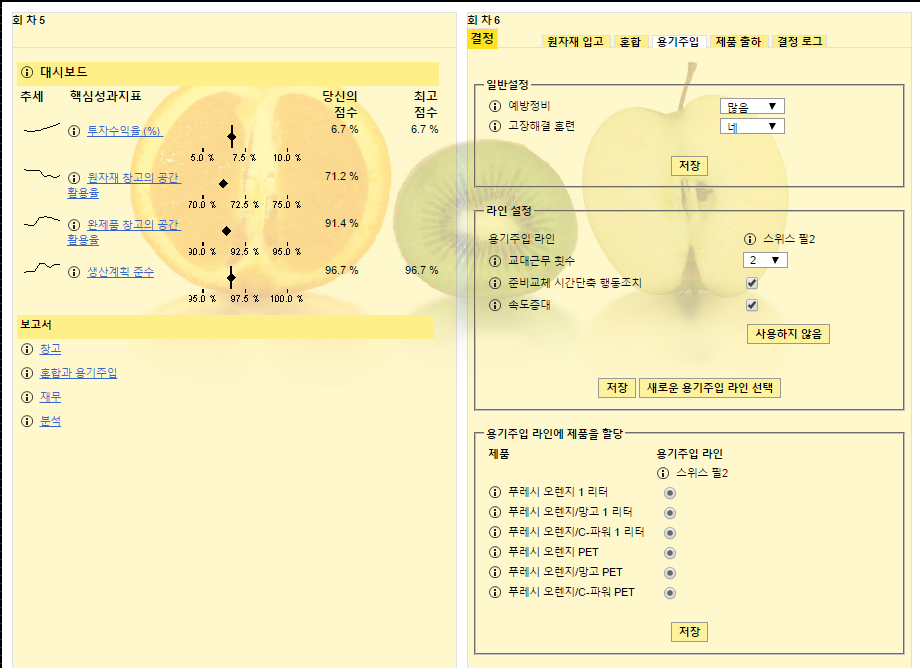 회 차 5
대시보드
추세 핵심성과지표 당신의 점수 최고 점수
투자수익율 (%) 6.7 % 6.7 %
5.0 % 7.5 % 10.0 %
원자재 창고의 공간 활용율 71.2 %
70.0 % 72.5 % 75.0 %
완제품 창고의 공간 활용율 91.4 %
90.0 % 92.5 % 95.0 %
생산계획 준수 96.7 % 96.7 %
95.0 % 97.5 % 100.0 %
보고서
창고
혼합과 용기주입
재무
분석
회 차 6
결정 원자재 입고 혼합 용기주입 제품 출하 결정 로그
일반설정
예방정비 많음 ▼
고장해결 훈련 네 ▼
저장
라인 설정
용기주입 라인 스위스 필2
교대근무 횟수 2 ▼
준비교체 시간단축 행동조치
속도증대
사용하지 않음
저장 새로운 용기주입 라인 선택
용기주입 라인에 제품을 할당
제품 용기주입 라인
스위스 필2
푸레시 오렌지 1 리터
푸레시 오렌지/망고 1 리터
푸레시 오렌지/C-파워 1 리터
푸레시 오렌지 PET
푸레시 오렌지/망고 PET
푸레시 오렌지/C-파워 PET
저장